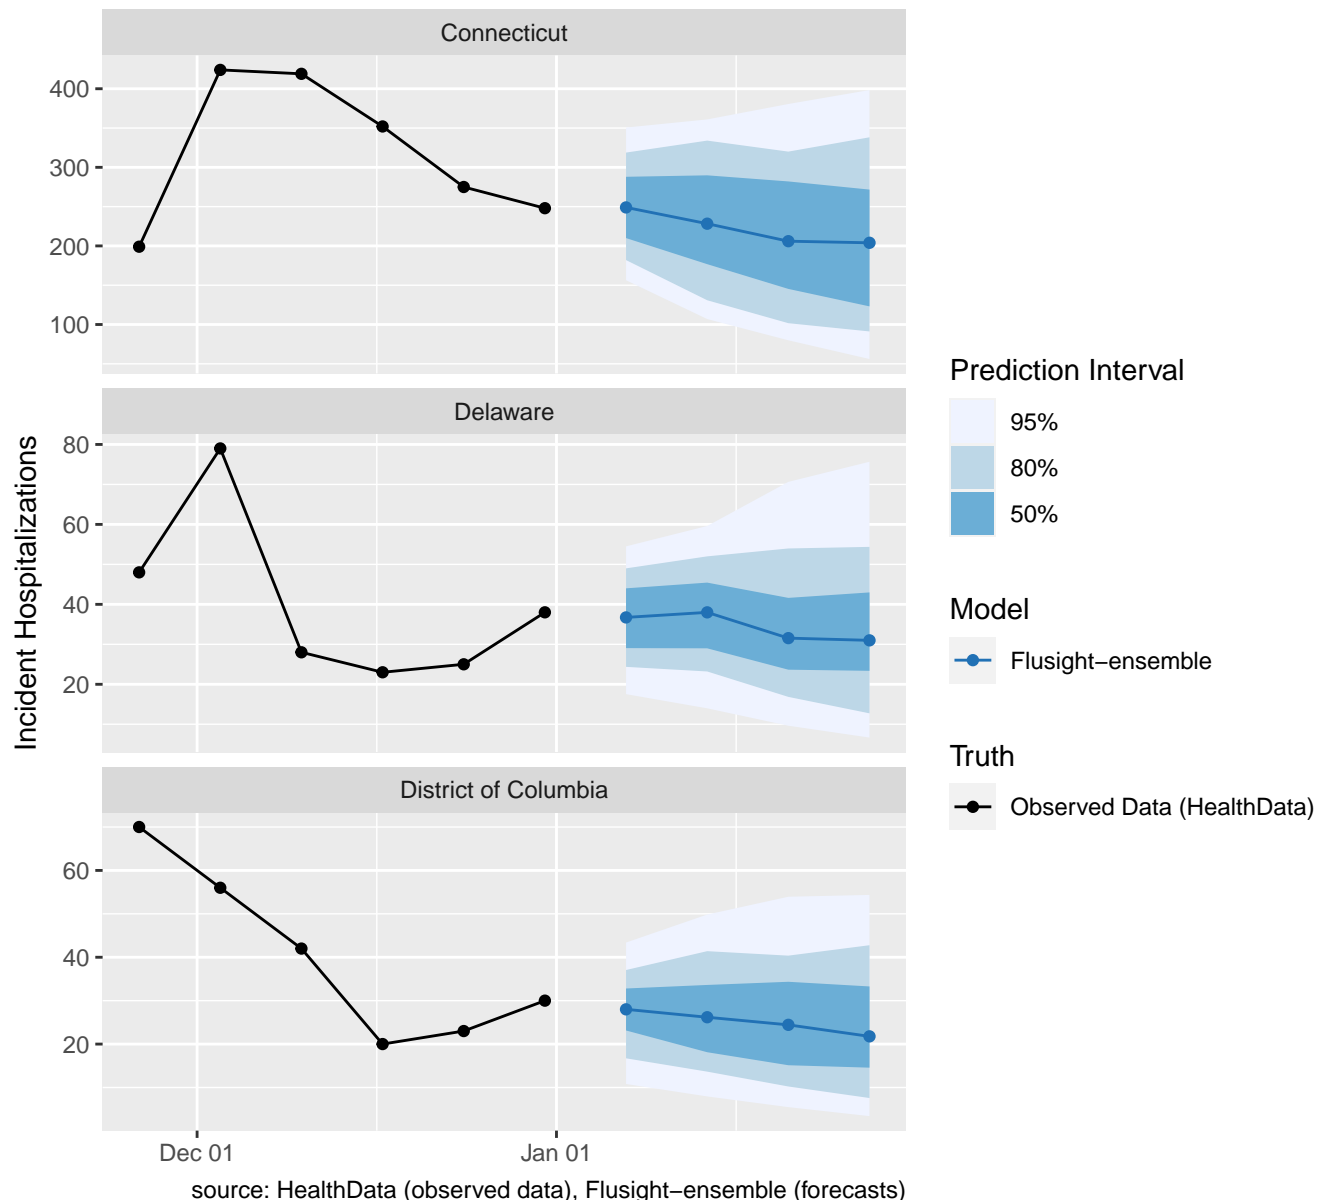 Connecticut
400
300
200
100
Delaware
80
60
40
20
District of Columbia
60
40
20
Dec 01
Jan 01
Incident Hospitalizations
source: HealthData (observed data), Flusight−ensemble (forecasts)
Prediction Interval
95%
80%
50%
Model
Flusight−ensemble
Truth
Observed Data (HealthData)